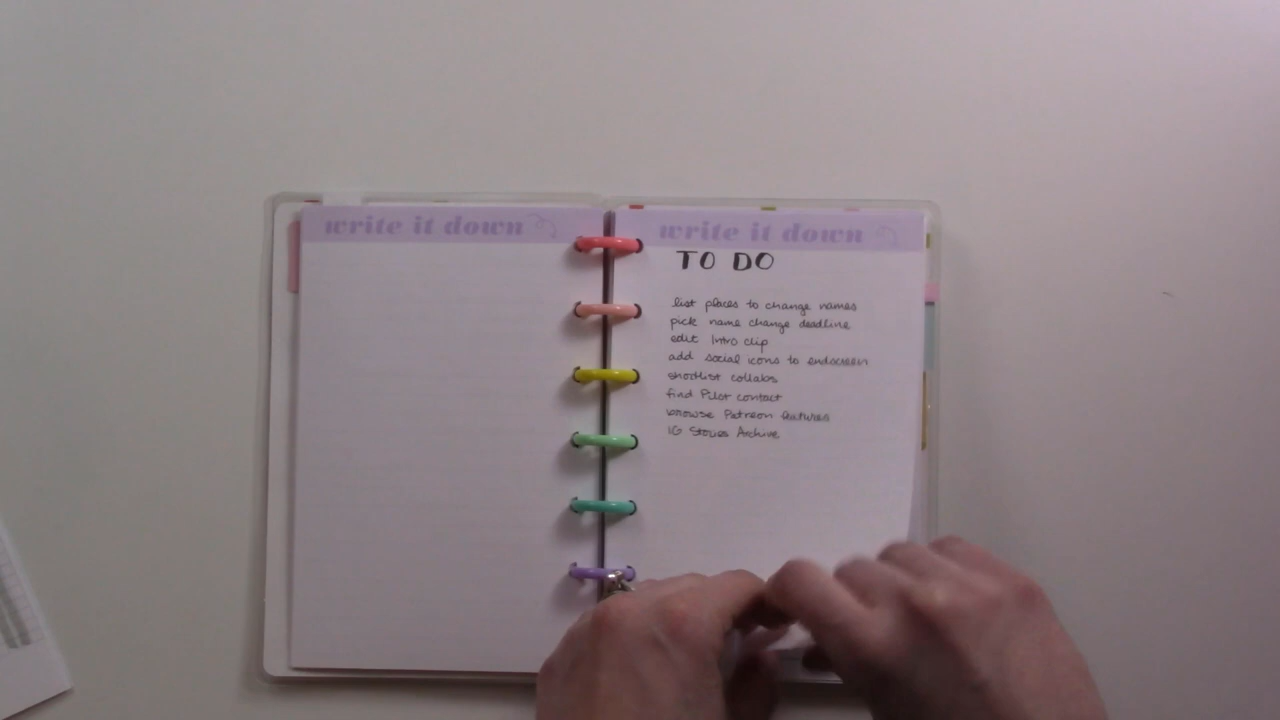 write it down
write it down
TO DO
list places to change names
pick name change deadline
edit Intro clip
add social icons to endscreen
shortlist collabs
find Pilot contact
browse Patreon features
IG Stories Archive